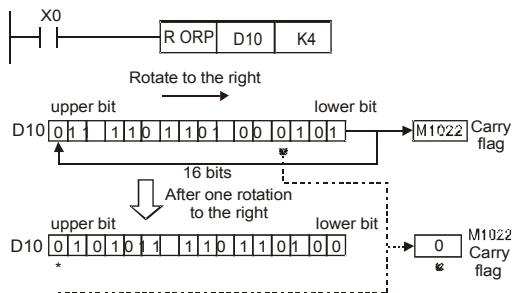 X0
R ORP D10 K4
Rotate to the right
upper bit lower bit
D10 0 1 1 1 1 0 1 1 0 1 0 0 0 1 0 1 M1022 Carry flag
*
16 bits
After one rotation
to the right
upper bit lower bit
D10 0 1 0 1 0 1 1 1 1 0 1 1 0 1 0 0 0 M1022
Carry
flag
* *